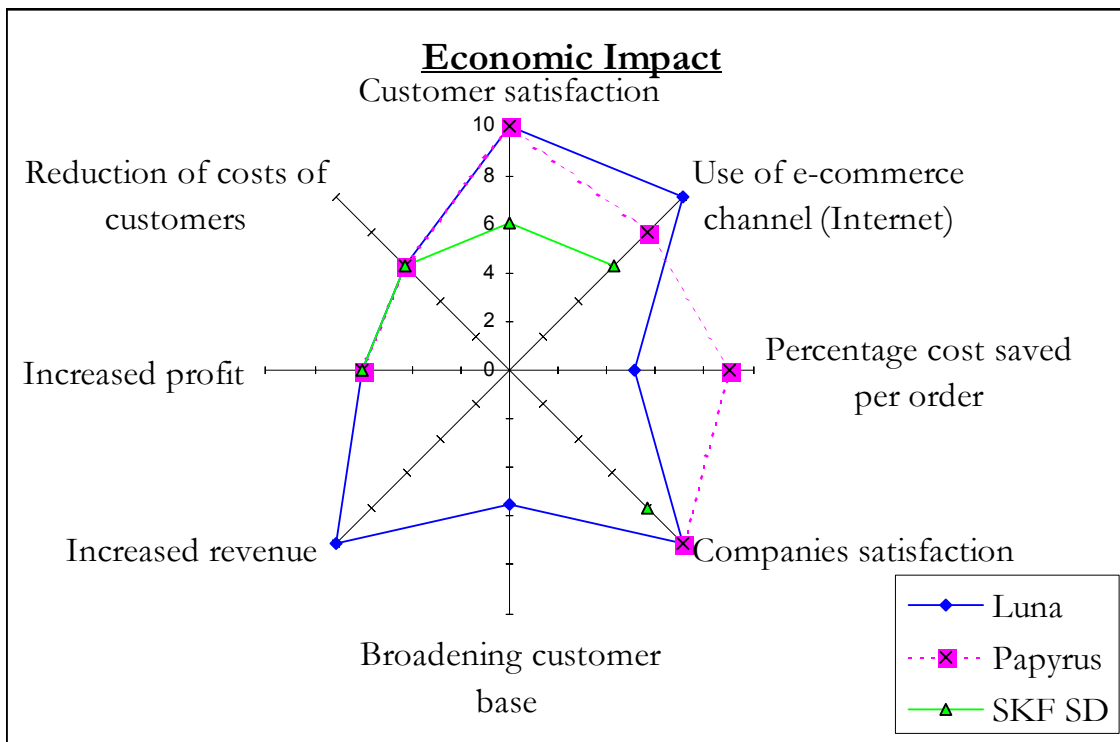 Economic Impact
Customer satisfaction
10
8
6
4
2
0
Use of e-commerce
channel (Internet)
Percentage cost saved
per order
Companies satisfaction
Broadening customer
base
Increased revenue
Increased profit
Reduction of costs of
customers
Luna
Papyrus
SKF SD